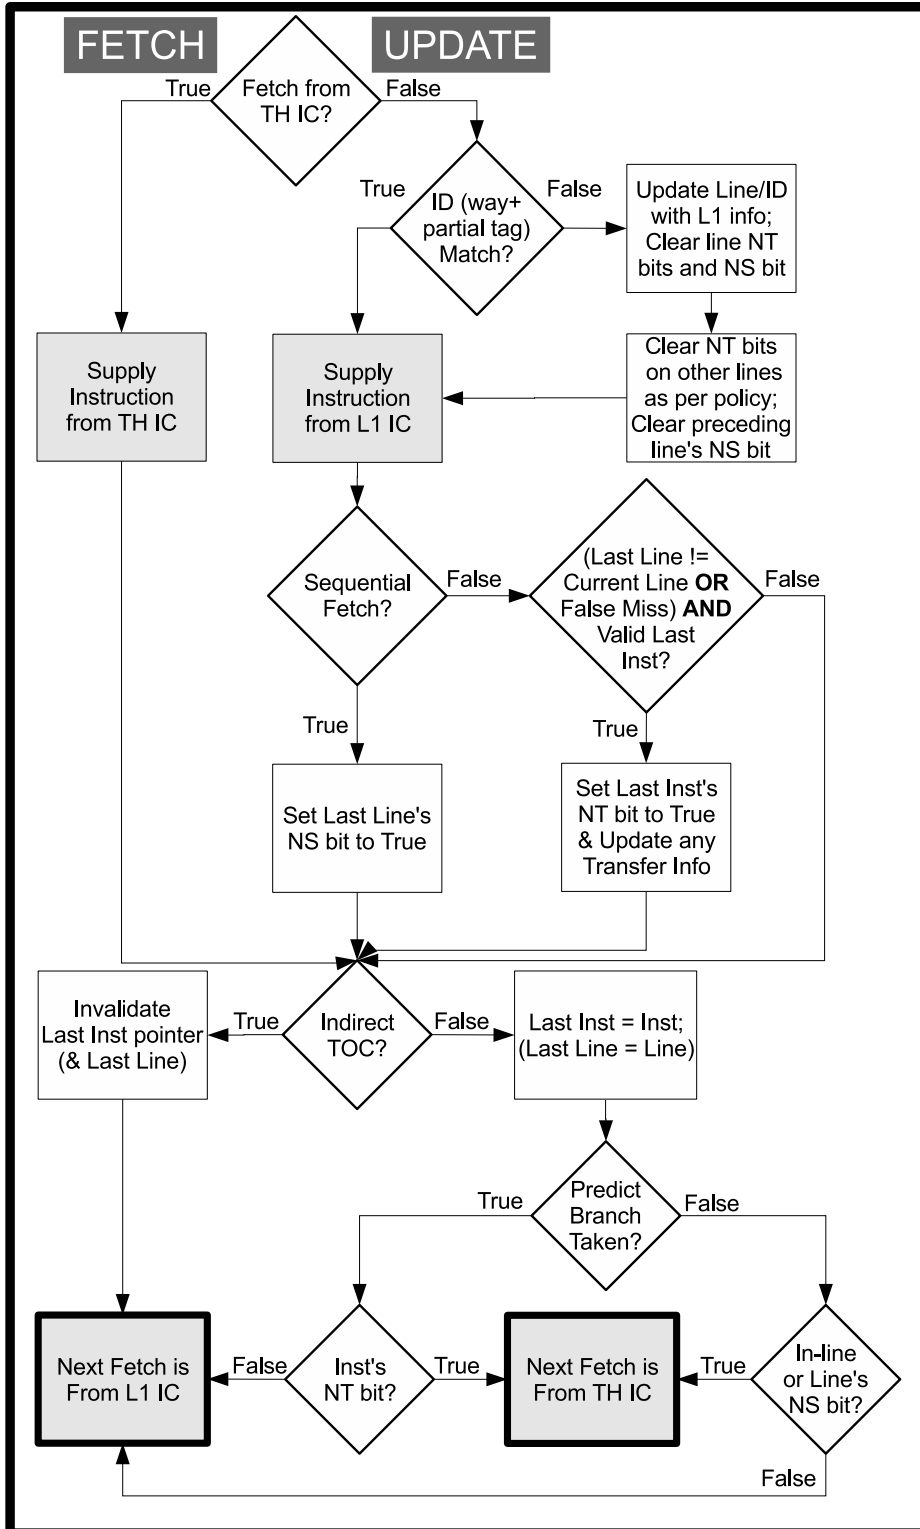 FETCH
UPDATE
Fetch from
TH IC?
True
False
ID (way+
partial tag)
Match?
True
False
Update Line/ID
with L1 info;
Clear line NT
bits and NS bit
Supply
Instruction
from TH IC
Supply
Instruction
from L1 IC
Clear NT bits
on other lines
as per policy;
Clear preceding
line's NS bit
Sequential
Fetch?
False
(Last Line !=
Current Line OR
False Miss) AND
Valid Last
Inst?
False
True
True
Set Last Line's
NS bit to True
Set Last Inst's
NT bit to True
& Update any
Transfer Info
Invalidate
Last Inst pointer
(& Last Line)
True
Indirect
TOC?
False
Last Inst = Inst;
(Last Line = Line)
True
Predict
Branch
Taken?
False
Next Fetch is
From L1 IC
False
Inst's
NT bit?
True
Next Fetch is
From TH IC
True
In-line
or Line's
NS bit?
False